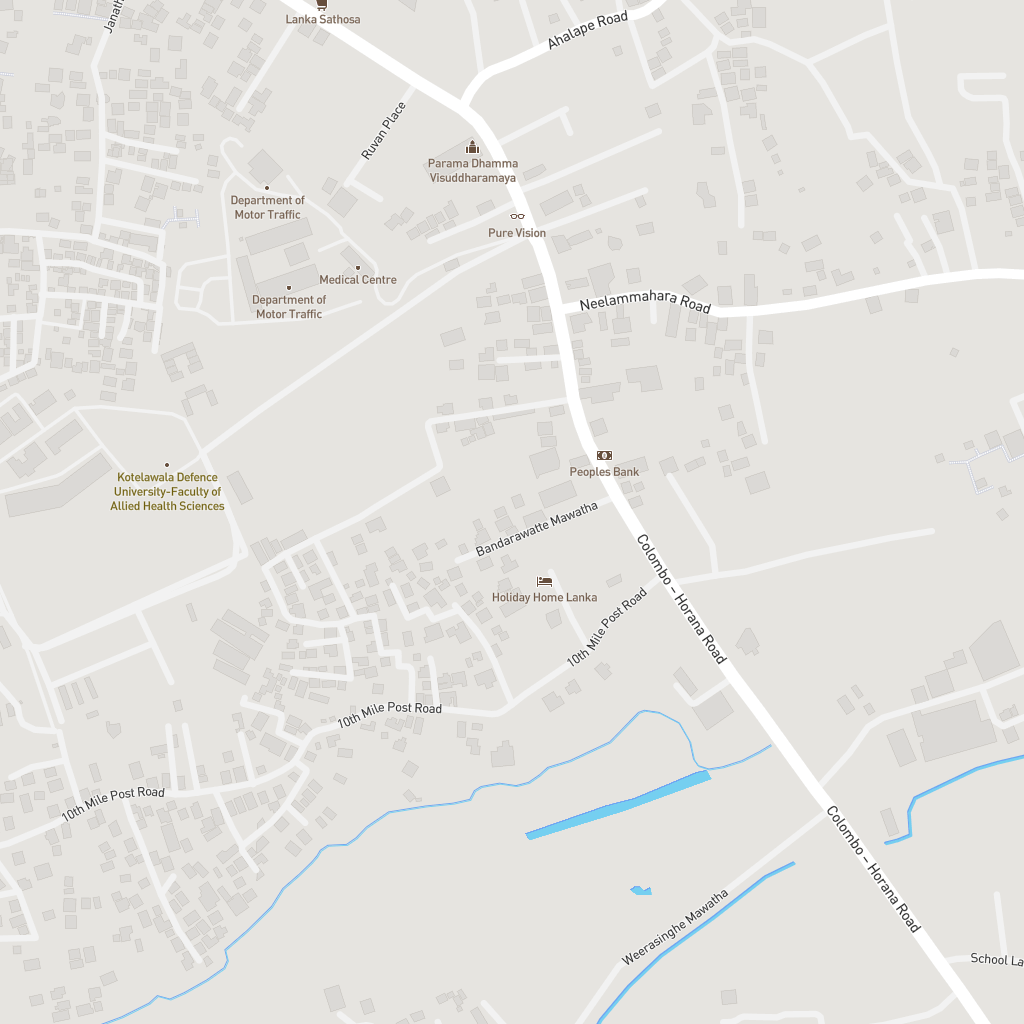 Lanka Sathosa
Ahalape Road
Ruvan Place
Parama Dhamma
Visuddharamaya
Department of
Motor Traffic
Pure Vision
Medical Centre
Department of
Motor Traffic
Neelammahara Road
Peoples Bank
Kotelawala Defence
University-Faculty of
Allied Health Sciences
Bandarawatte Mawatha
Colombo – Horana Road
Holiday Home Lanka
10th Mile Post Road
10th Mile Post Road
10th Mile Post Road
Colombo – Horana Road
Weerasinghe Mawatha
School La